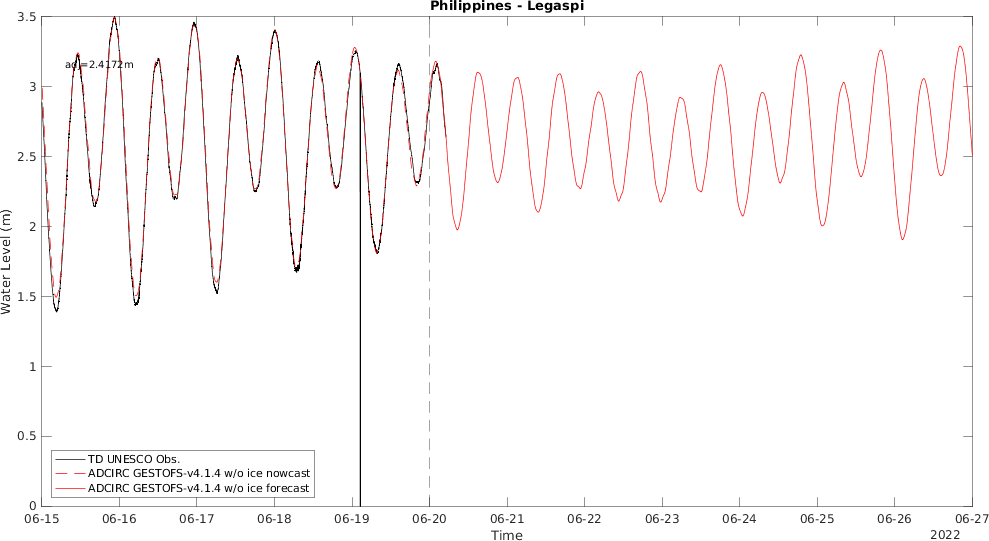 Philippines - Legaspi
3.5
3
2.5
2
1.5
1
0.5
0
Water Level (m)
ad =2.4172m
TD UNESCO Obs.
ADCIRC GESTOFS-v4.1.4 w/o ice nowcast
ADCIRC GESTOFS-v4.1.4 w/o ice forecast
06-15 06-16 06-17 06-18 06-19 06-20 06-21 06-22 06-23 06-24 06-25 06-26 06-27
Time
2022